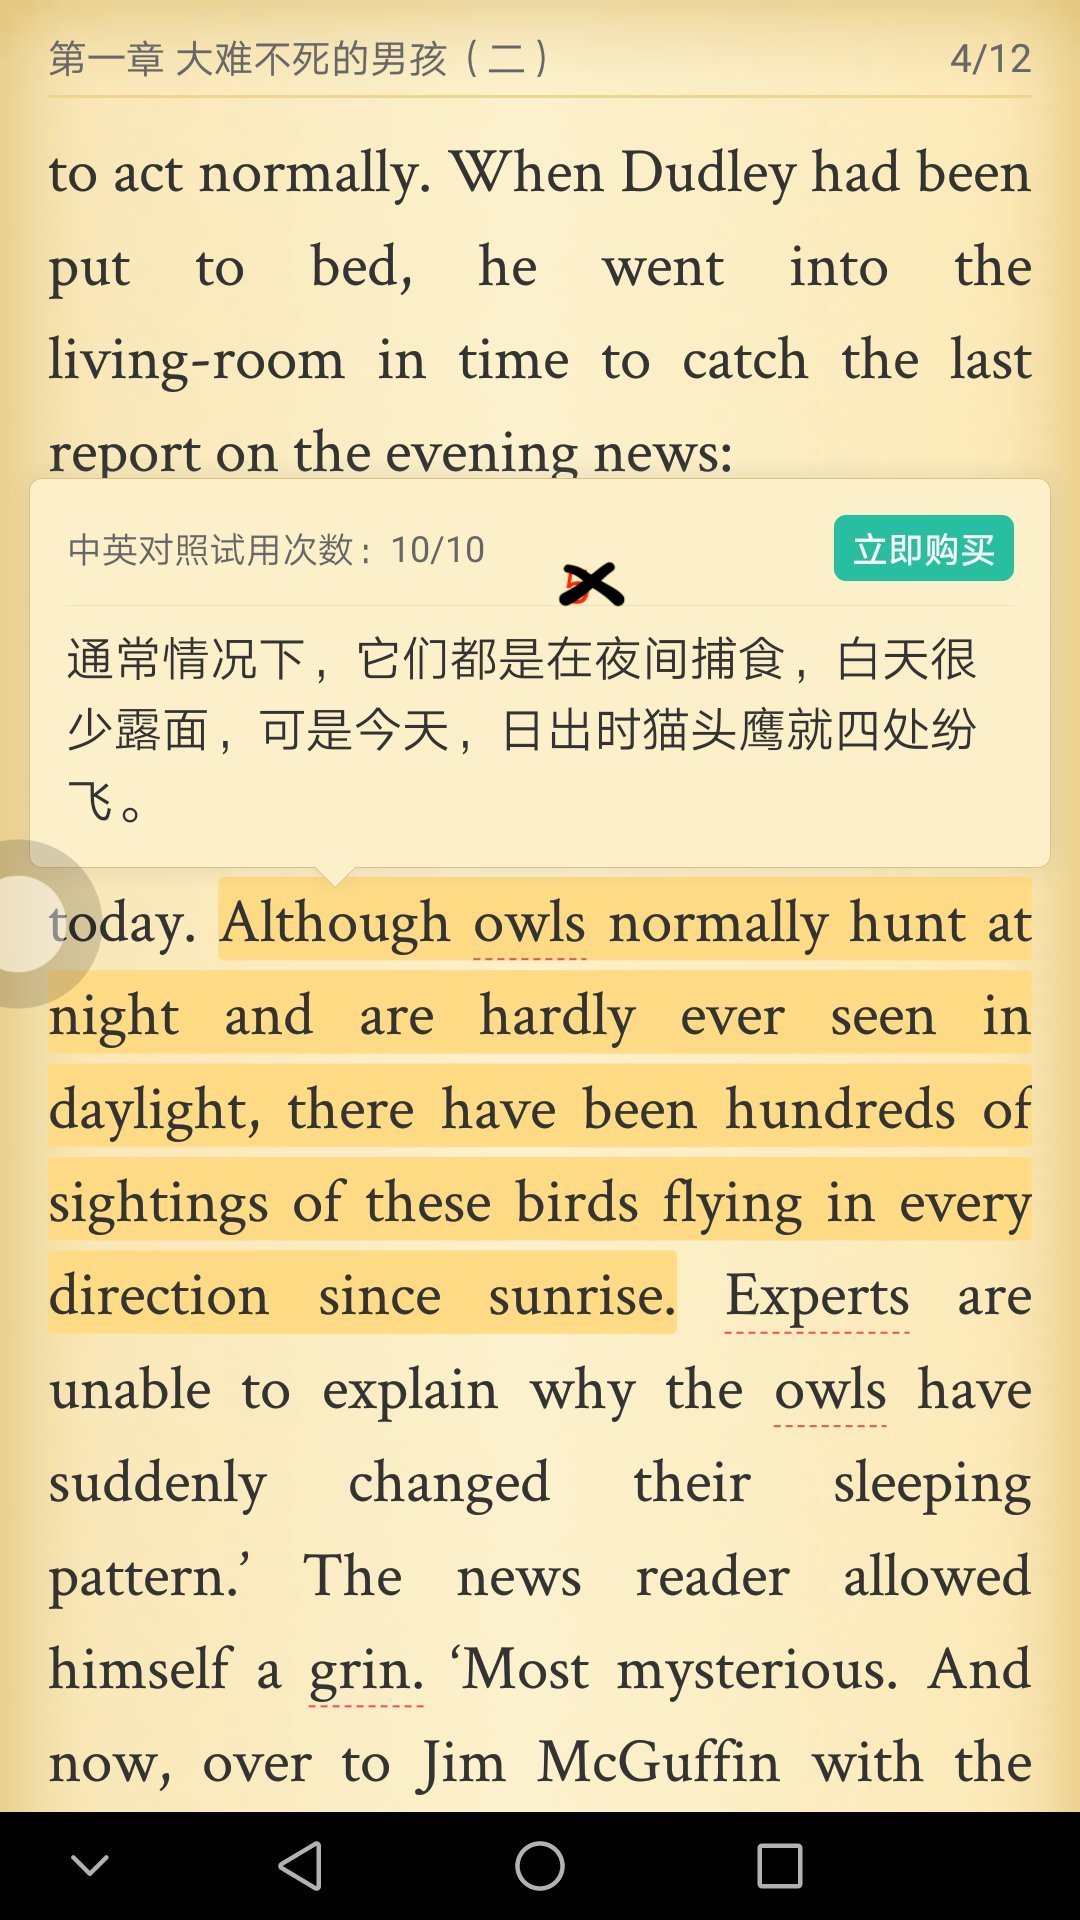 第一章 大难不死的男孩（二）
4/12
to act normally. When Dudley had been
put to bed, he went into the
living-room in time to catch the last
report on the evening news:
中英对照试用次数：10/10
立即购买
通常情况下，它们都是在夜间捕食，白天很
少露面，可是今天，日出时猫头鹰就四处纷
飞。
today. Although owls normally hunt at
night and are hardly ever seen in
daylight, there have been hundreds of
sightings of these birds flying in every
direction since sunrise. Experts are
unable to explain why the owls have
suddenly changed their sleeping
pattern.’ The news reader allowed
himself a grin. ‘Most mysterious. And
now, over to Jim McGuffin with the